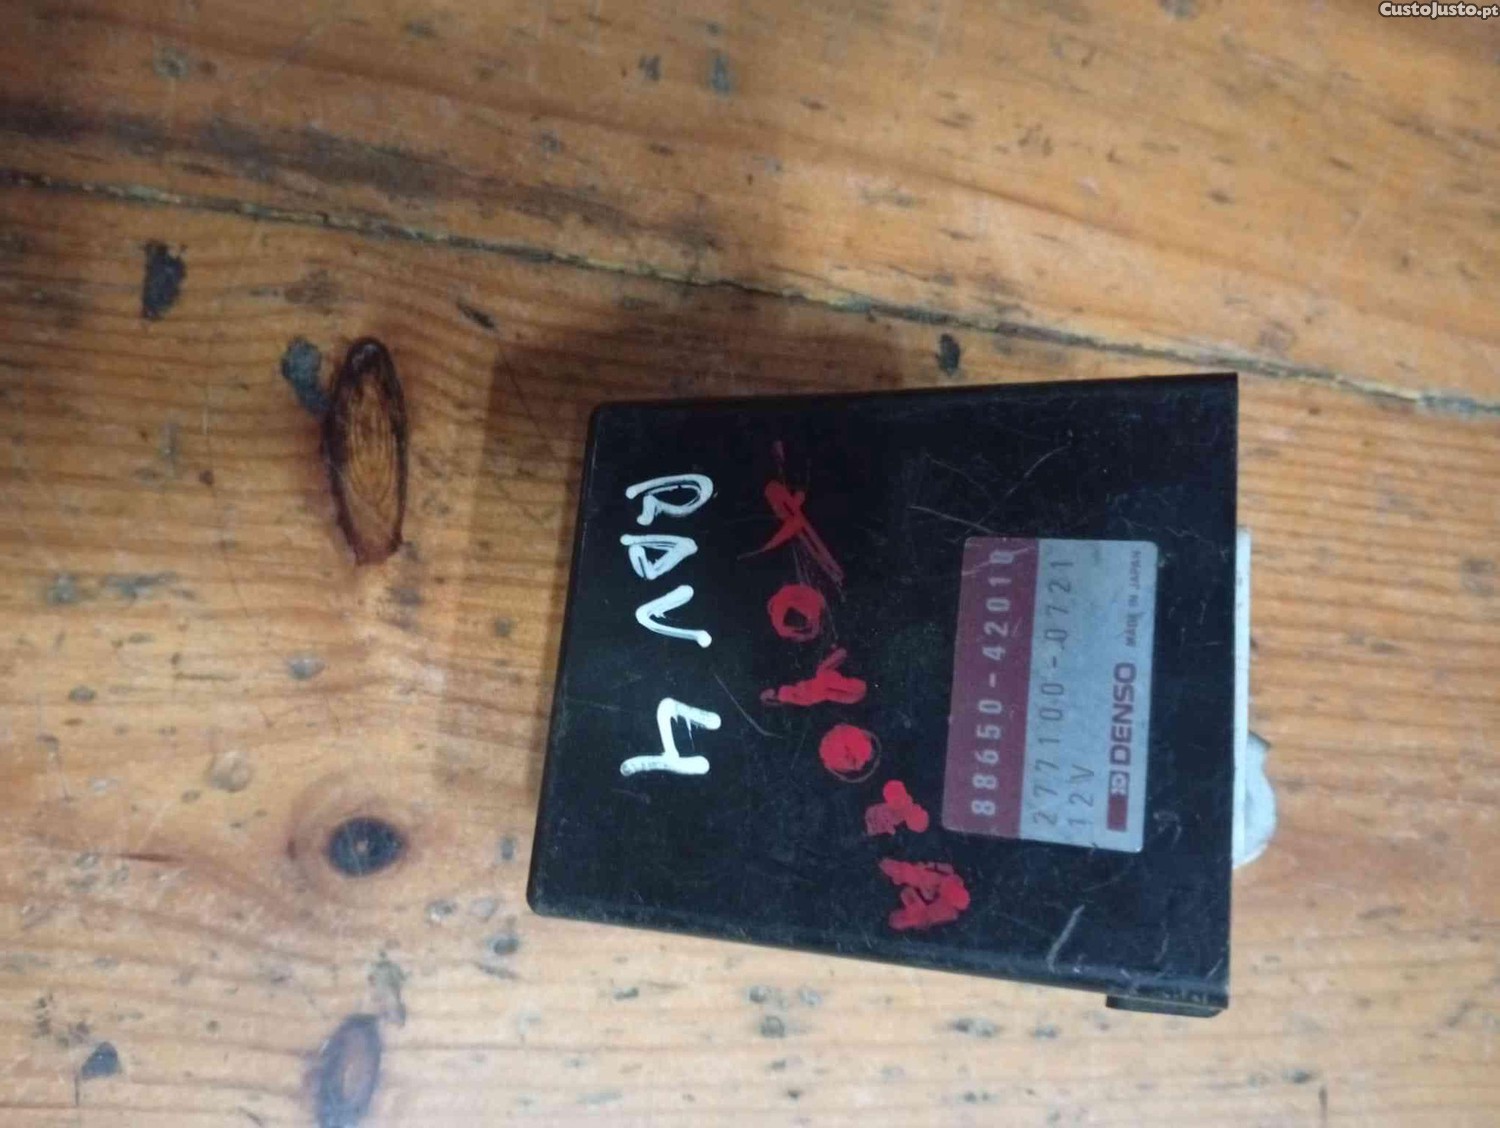 CustoJusto.pt
RAV 4
TOYOTA
88650-42010
277100-0721
12V
DENSO MADE IN JAPAN